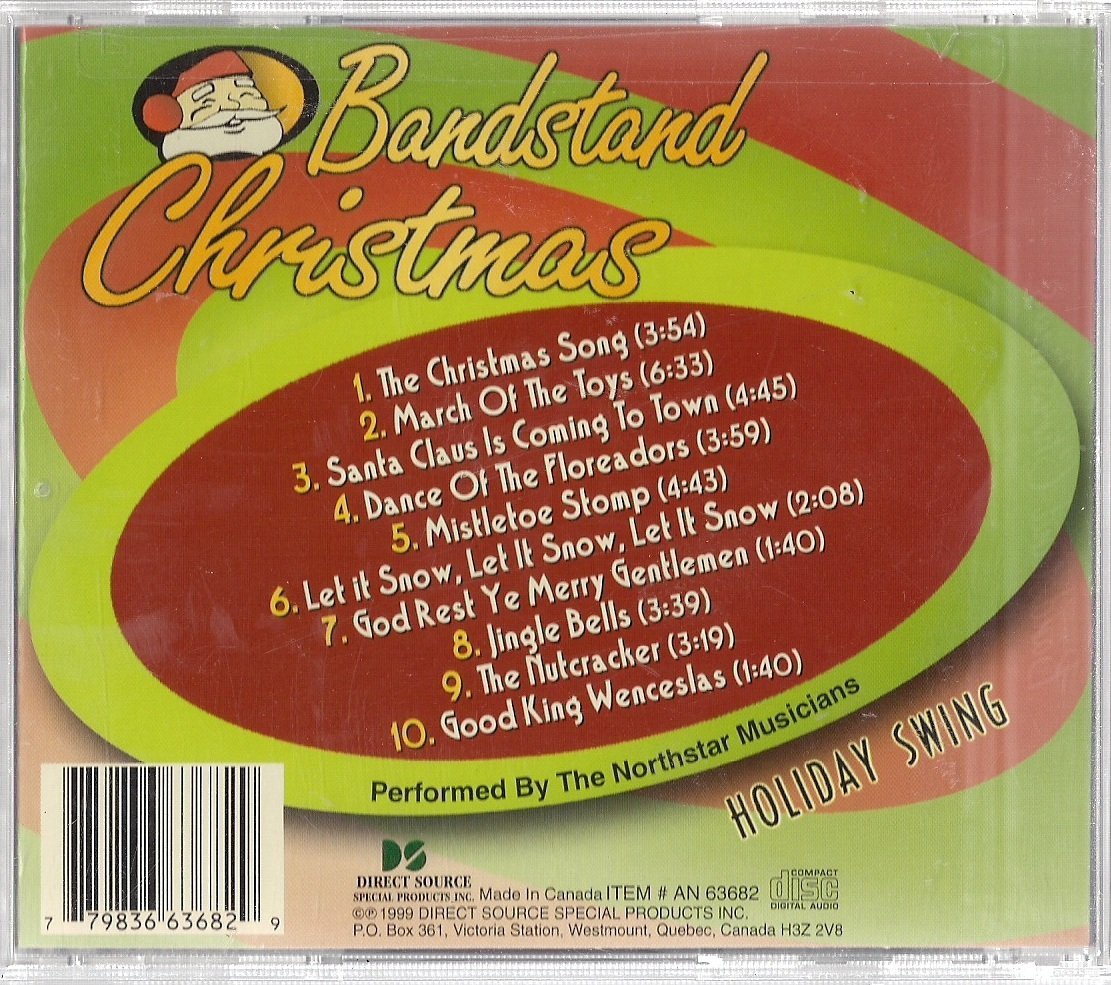 Bandstand
Christmas
1. The Christmas Song (3:54)
2. March Of The Toys (6:33)
3. Santa Claus Is Coming To Town (4:45)
4. Dance Of The Floreadors (3:59)
5. Mistletoe Stomp (4:43)
6. Let it Snow, Let It Snow, Let It Snow (2:08)
7. God Rest Ye Merry Gentlemen (1:40)
8. Jingle Bells (3:39)
9. The Nutcracker (3:19)
10. Good King Wenceslas (1:40)
Performed By The Northstar Musicians
HOLIDAY SWING
7 79836 63682 9
DS
DIRECT SOURCE
SPECIAL PRODUCTS INC. Made In Canada ITEM # AN 63682
COMPACT
disc
DIGITAL AUDIO
©℗ 1999 DIRECT SOURCE SPECIAL PRODUCTS INC.
P.O. Box 361, Victoria Station, Westmount, Quebec, Canada H3Z 2V8